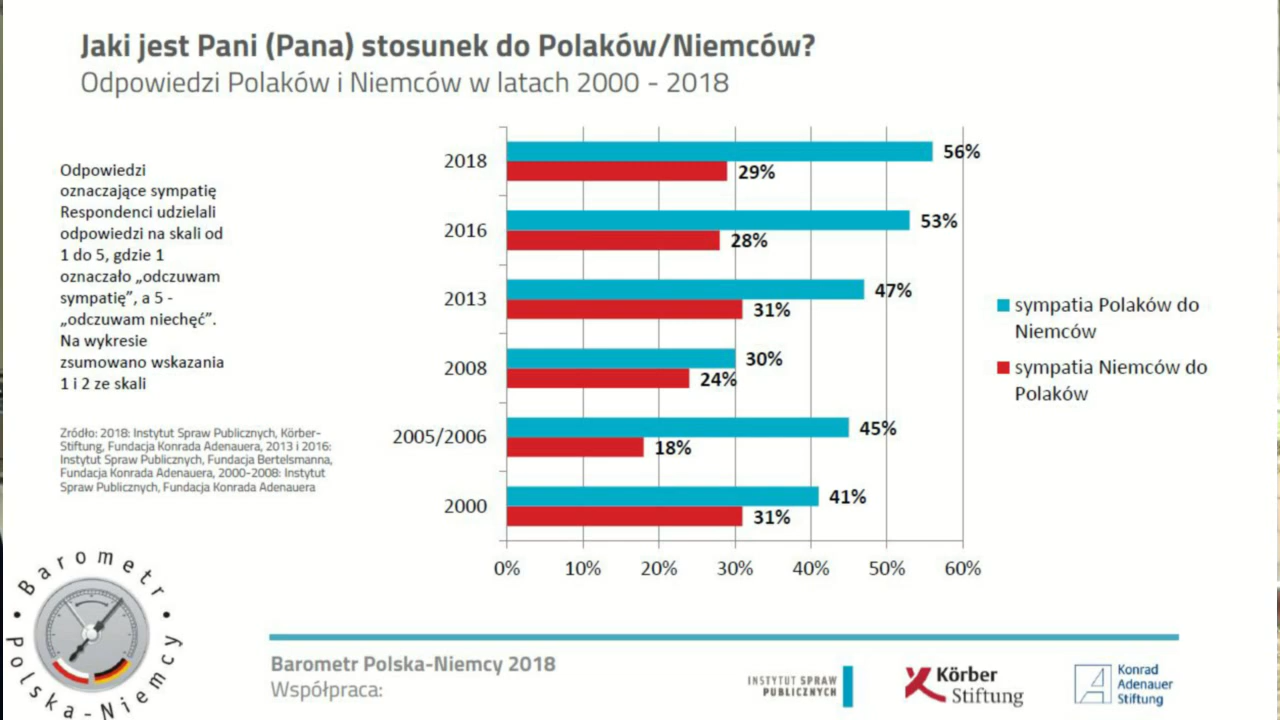 Jaki jest Pani (Pana) stosunek do Polaków/Niemców?
Odpowiedzi Polaków i Niemców w latach 2000 - 2018
Odpowiedzi
oznaczające sympatię
Respondenci udzielali
odpowiedzi na skali od
1 do 5, gdzie 1
oznaczało „odczuwam
sympatię”, a 5 -
„odczuwam niechęć”.
Na wykresie
zsumowano wskazania
1 i 2 ze skali
Zródło: 2018: Instytut Spraw Publicznych, Körber-
Stiftung, Fundacja Konrada Adenauera, 2013 i 2016:
Instytut Spraw Publicznych, Fundacja Bertelsmanna,
Fundacja Konrada Adenauera, 2000-2008: Instytut
Spraw Publicznych, Fundacja Konrada Adenauera
2018
56%
29%
2016
53%
28%
2013
47%
31%
2008
30%
24%
2005/2006
45%
18%
2000
41%
31%
0% 10% 20% 30% 40% 50% 60%
sympatia Polaków do
Niemców
sympatia Niemców do
Polaków
• Barometr •
Polska-Niemcy
Barometr Polska-Niemcy 2018
Współpraca:
INSTYTUT SPRAW
PUBLICZNYCH
Körber
Stiftung
Konrad
Adenauer
Stiftung